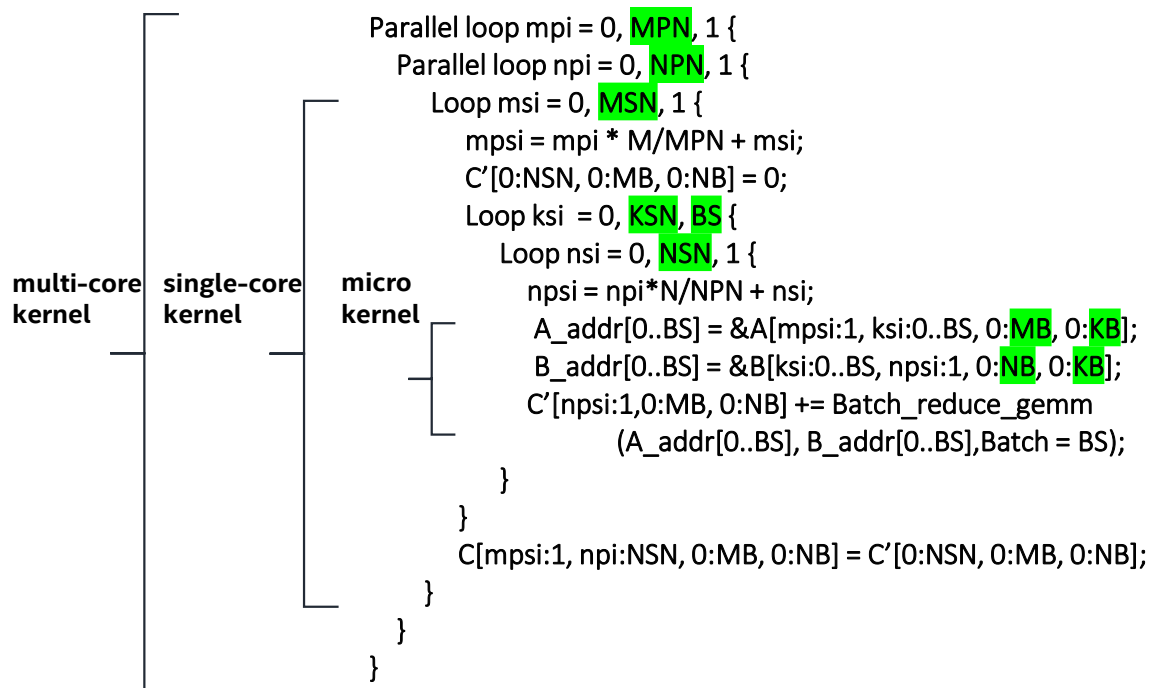 Parallel loop mpi = 0, MPN, 1 {
Parallel loop npi = 0, NPN, 1 {
Loop msi = 0, MSN, 1 {
mpsi = mpi * M/MPN + msi;
C’[0:NSN, 0:MB, 0:NB] = 0;
Loop ksi = 0, KSN, BS {
Loop nsi = 0, NSN, 1 {
multi-core
kernel
single-core
kernel
micro
kernel
npsi = npi*N/NPN + nsi;
A_addr[0..BS] = &A[mpsi:1, ksi:0..BS, 0:MB, 0:KB];
B_addr[0..BS] = &B[ksi:0..BS, npsi:1, 0:NB, 0:KB];
C’[npsi:1,0:MB, 0:NB] += Batch_reduce_gemm
(A_addr[0..BS], B_addr[0..BS],Batch = BS);
}
}
C[mpsi:1, npi:NSN, 0:MB, 0:NB] = C’[0:NSN, 0:MB, 0:NB];
}
}
}